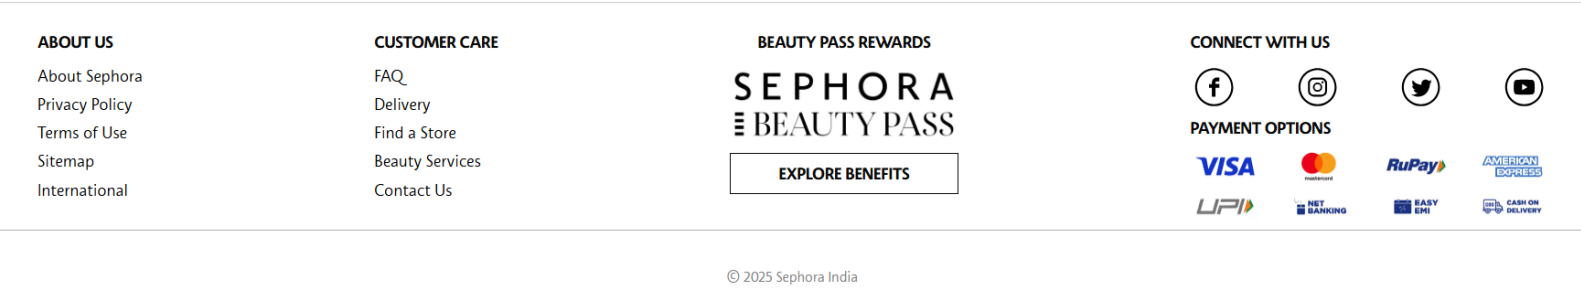 ABOUT US
About Sephora
Privacy Policy
Terms of Use
Sitemap
International
CUSTOMER CARE
FAQ
Delivery
Find a Store
Beauty Services
Contact Us
BEAUTY PASS REWARDS
SEPHORA
BEAUTY PASS
EXPLORE BENEFITS
CONNECT WITH US
PAYMENT OPTIONS
VISA
mastercard
RuPay
AMERICAN
EXPRESS
UPI
NET
BANKING
EASY
EMI
CASH ON
DELIVERY
© 2025 Sephora India